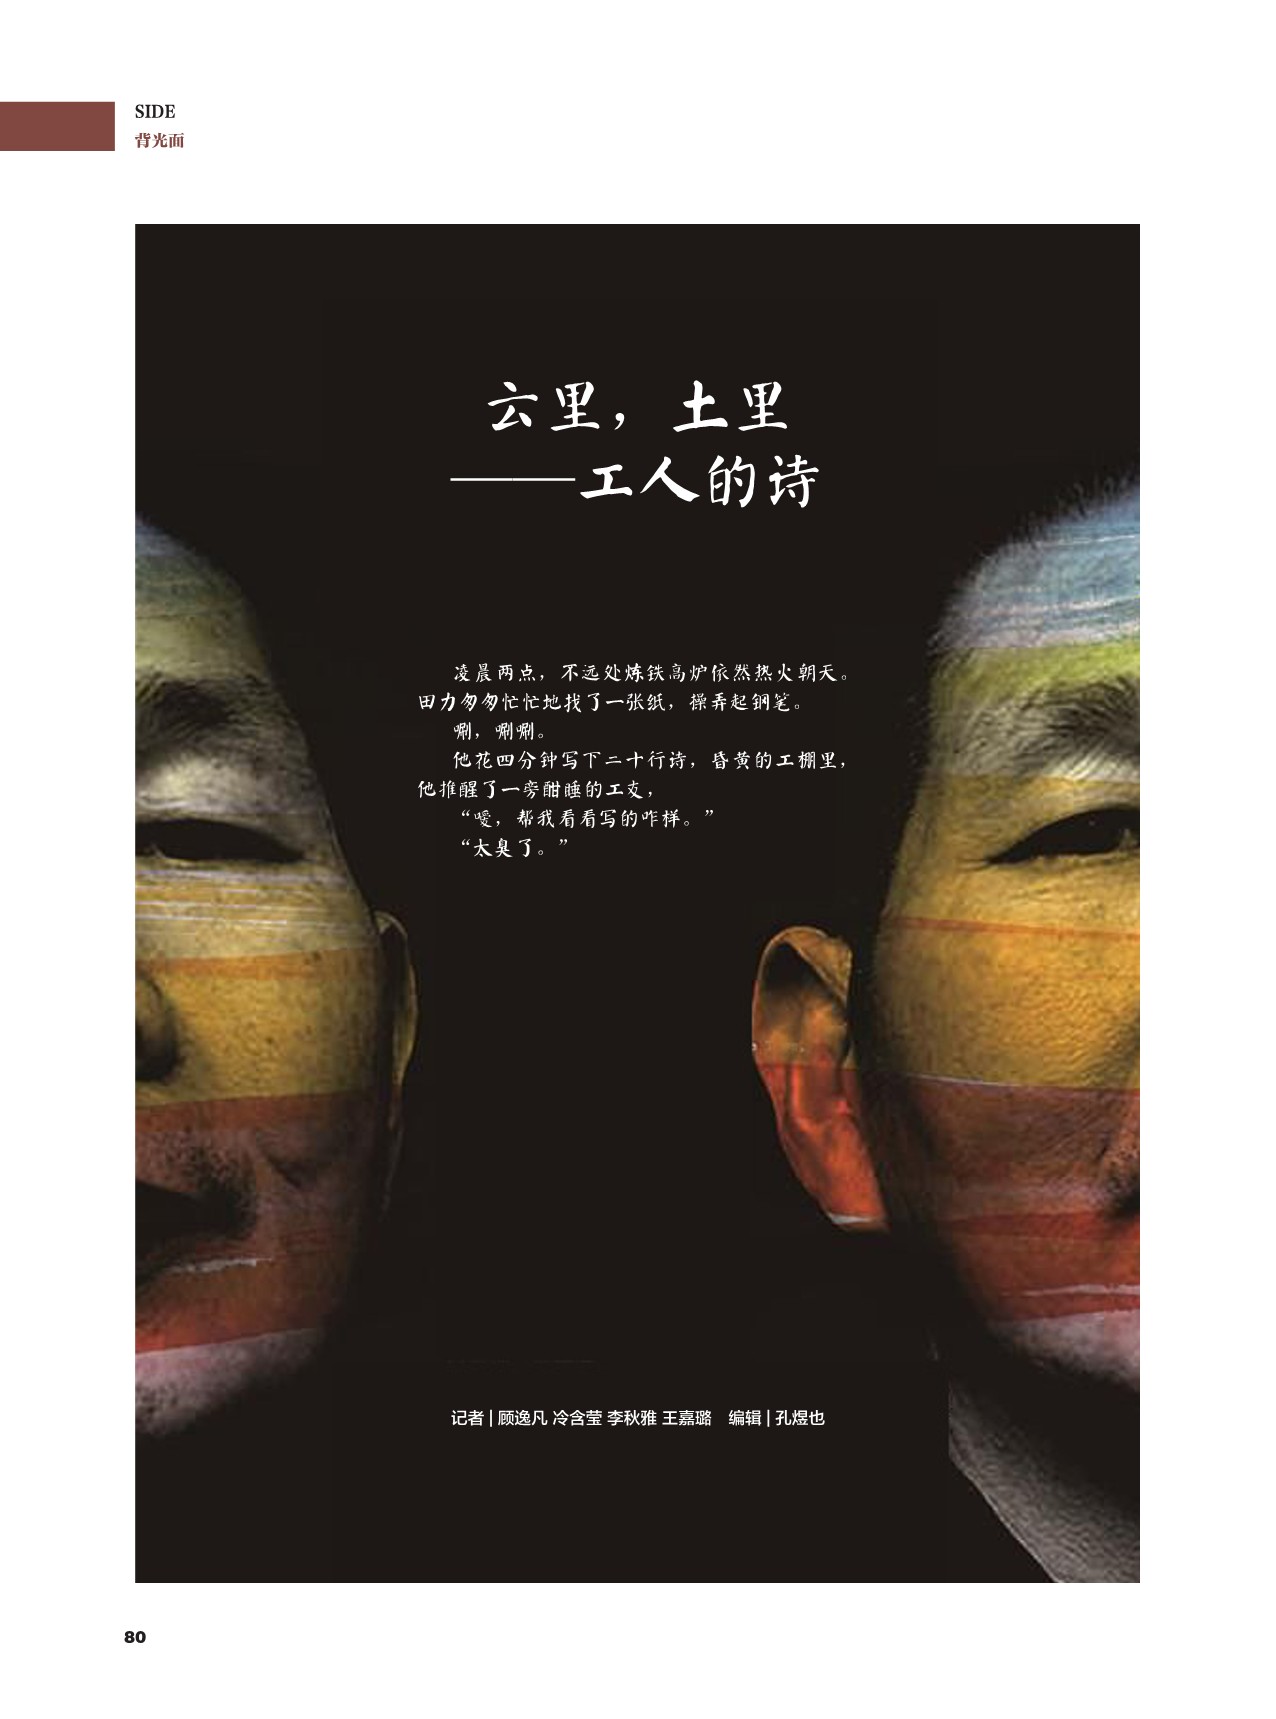 SIDE
背光面
云里，土里
——工人的诗
凌晨两点，不远处炼铁高炉依然热火朝天。
田力匆匆忙忙地找了一张纸，操弄起钢笔。
唰，唰唰。
他花四分钟写下二十行诗，昏黄的工棚里，
他推醒了一旁酣睡的工友，
“嗳，帮我看看写的咋样。”
“太臭了。”
记者 | 顾逸凡 冷含莹 李秋雅 王嘉璐 编辑 | 孔煜也
80